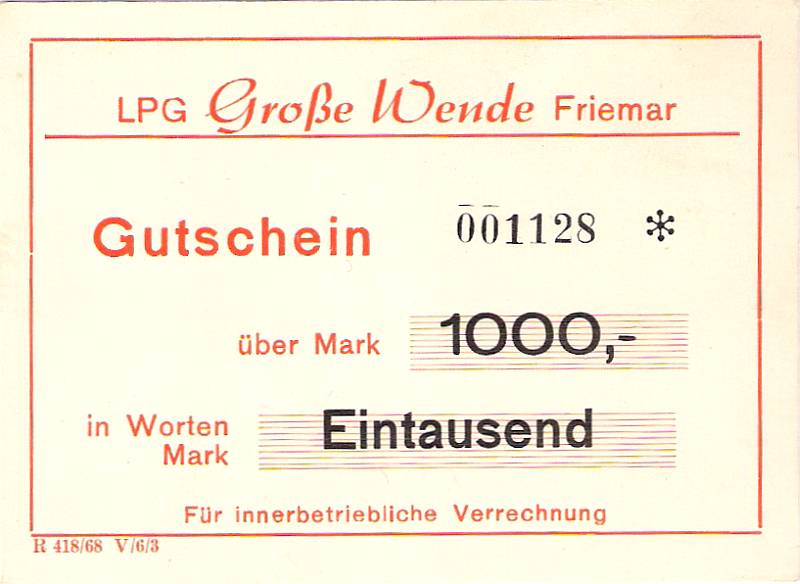 LPG Große Wende Friemar
Gutschein 001128 *
über Mark 1000,-
in Worten Eintausend
Mark
Für innerbetriebliche Verrechnung
R 418/68 V/6/3